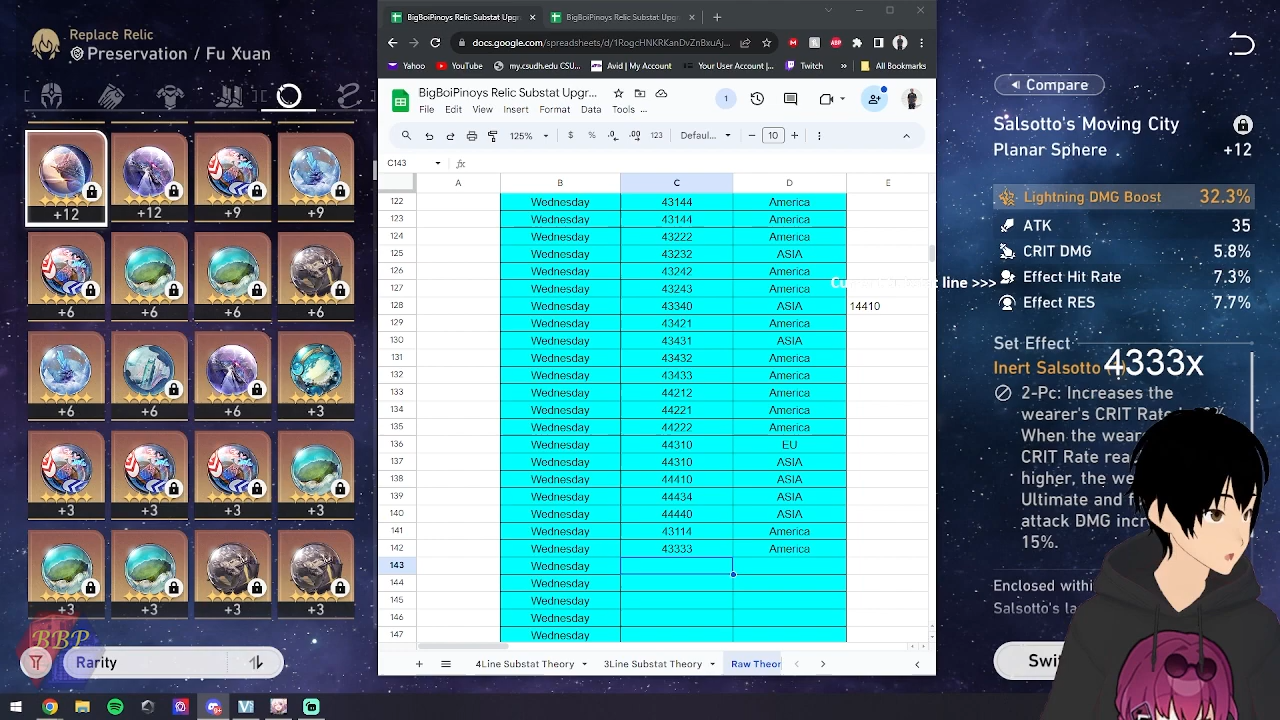 Replace Relic
Preservation / Fu Xuan
+12
+12
+9
+9
+6
+6
+6
+6
+6
+6
+6
+3
+3
+3
+3
+3
+3
+3
+3
+3
BBP
Rarity
BigBoiPinoys Relic Substat Upgr
BigBoiPinoys Relic Substat Upgr
docs.google.com/spreadsheets/d/1RogcHNKRKanDvZnBxuAj...
Yahoo
YouTube
my.csudh.edu CSU...
Avid | My Account
Your User Account |...
Twitch
»
All Bookmarks
BigBoiPinoys Relic Substat Upgr...
1
File Edit View Insert Format Data Tools ...
125% $ % .0 .00 123 Defaul... − 10 +
C143 fx
A B C D E
122 Wednesday 43144 America
123 Wednesday 43144 America
124 Wednesday 43222 America
125 Wednesday 43232 ASIA
126 Wednesday 43242 America
127 Wednesday 43243 America
line >>>
128 Wednesday 43340 ASIA 14410
129 Wednesday 43421 America
130 Wednesday 43431 ASIA
131 Wednesday 43432 America
132 Wednesday 43433 America
133 Wednesday 44212 America
134 Wednesday 44221 America
135 Wednesday 44222 America
136 Wednesday 44310 EU
137 Wednesday 44310 ASIA
138 Wednesday 44410 ASIA
139 Wednesday 44434 ASIA
140 Wednesday 44440 ASIA
141 Wednesday 43114 America
142 Wednesday 43333 America
143 Wednesday
144 Wednesday
145 Wednesday
146 Wednesday
147 Wednesday
4Line Substat Theory
3Line Substat Theory
Raw Theor
Compare
Salsotto's Moving City
Planar Sphere +12
Lightning DMG Boost 32.3%
ATK 35
CRIT DMG 5.8%
Effect Hit Rate 7.3%
Effect RES 7.7%
Set Effect
Inert Salsotto
4333x
2-Pc: Increases the
wearer's CRIT Rate
When the wear
CRIT Rate rea
higher, the we
Ultimate and f
attack DMG incr
15%.
Enclosed withi
Salsotto's la
Swi